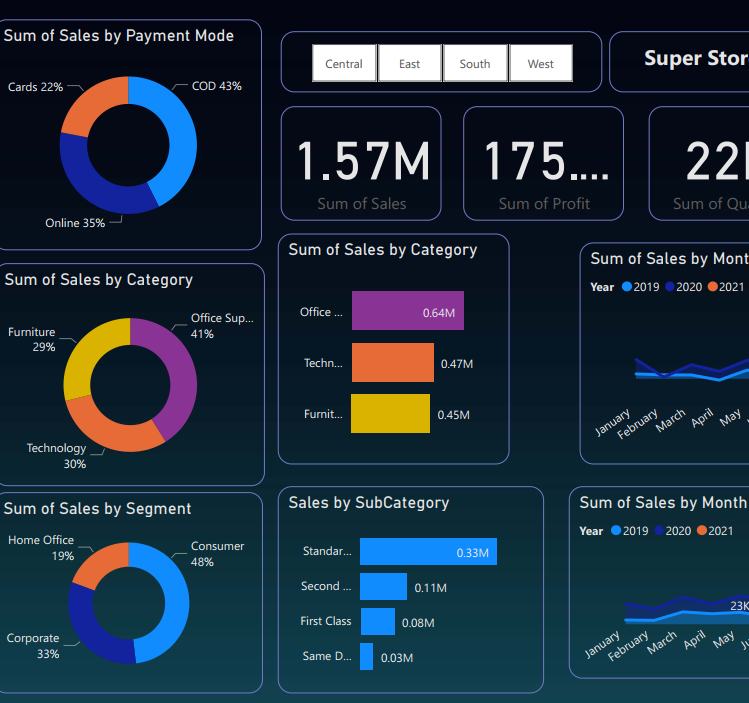 Sum of Sales by Payment Mode
Cards 22%
COD 43%
Online 35%
Central
East
South
West
Super Stor
1.57M
Sum of Sales
175....
Sum of Profit
22
Sum of Qua
Sum of Sales by Category
Office Sup...
41%
Furniture
29%
Technology
30%
Sum of Sales by Category
Office ...
0.64M
Techn...
0.47M
Furnit...
0.45M
Sum of Sales by Mont
Year 2019 2020 2021
January
February
March
April
May
Sum of Sales by Segment
Home Office
19%
Consumer
48%
Corporate
33%
Sales by SubCategory
Standar...
0.33M
Second ...
0.11M
First Class
0.08M
Same D...
0.03M
Sum of Sales by Month
Year 2019 2020 2021
23K
January
February
March
April
May